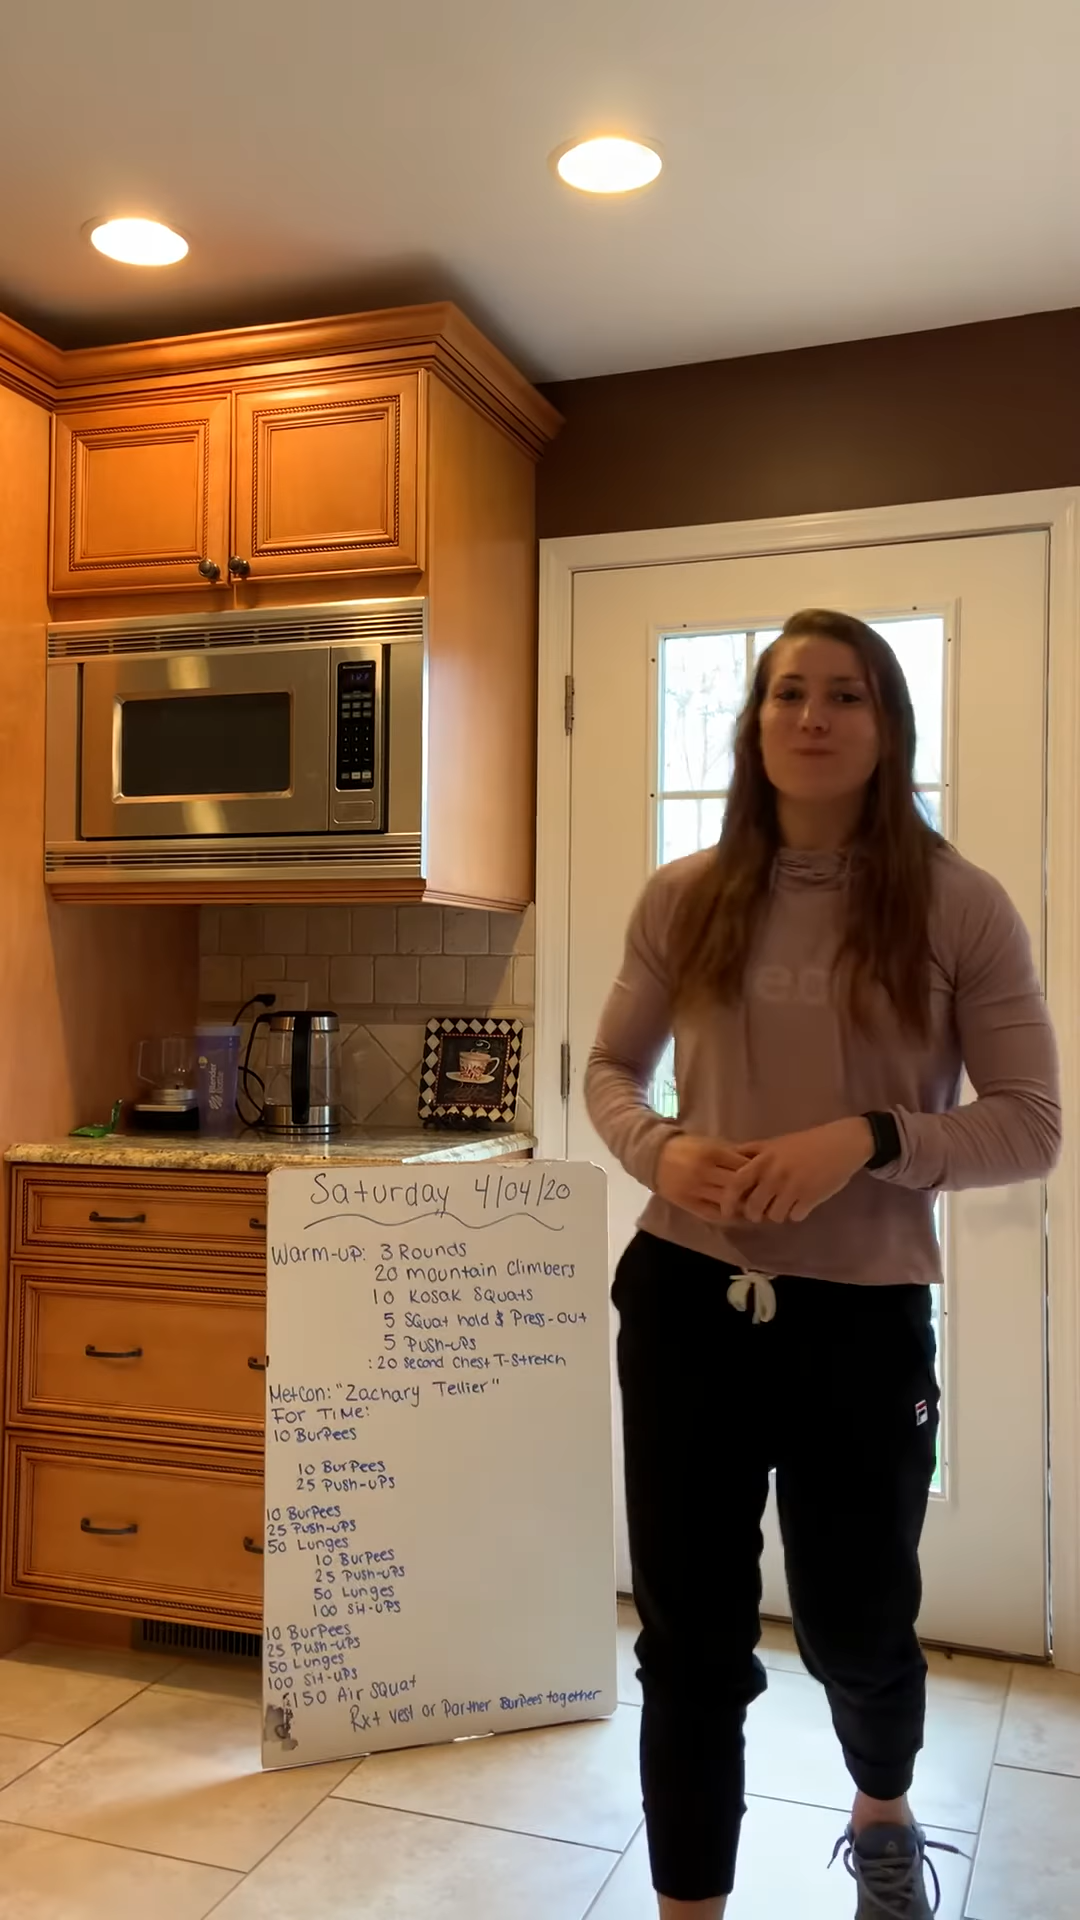 Saturday 4/04/20
Warm-up: 3 Rounds
20 mountain climbers
10 Kosak Squats
5 Squat hold & Press-out
5 Push-ups
:20 second Chest T-Stretch
Metcon: "Zachary Tellier"
For Time:
10 Burpees
10 Burpees
25 Push-ups
10 Burpees
25 Push-ups
50 Lunges
10 Burpees
25 Push-ups
50 Lunges
100 Sit-ups
10 Burpees
25 Push-ups
50 Lunges
100 Sit-ups
150 Air Squat
Rx+ vest or partner Burpees together